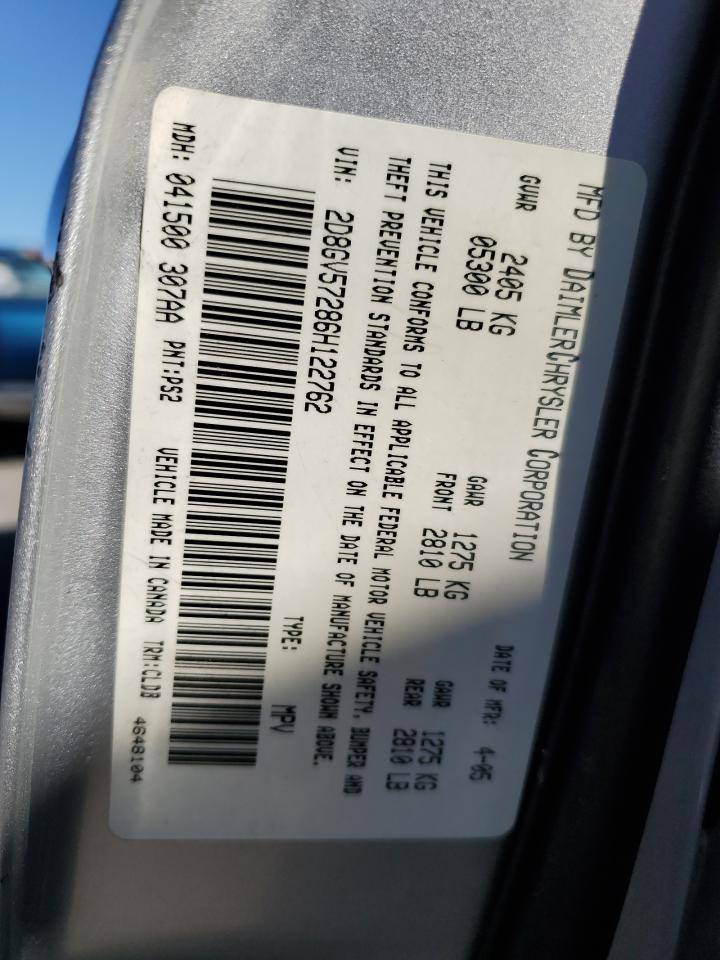 MFD BY DAIMLERCHRYSLER CORPORATION
DATE OF MFR: 4-05
GVWR 2405 KG
05300 LB
GAWR 1275 KG
FRONT 2810 LB
GAWR 1275 KG
REAR 2810 LB
THIS VEHICLE CONFORMS TO ALL APPLICABLE FEDERAL MOTOR VEHICLE SAFETY, BUMPER AND
THEFT PREVENTION STANDARDS IN EFFECT ON THE DATE OF MANUFACTURE SHOWN ABOVE.
VIN: 2D8GV57286H122762
TYPE: MPV
MDH: 041500 307AA PNT:PS2 VEHICLE MADE IN CANADA TRM:CLDB
4648104